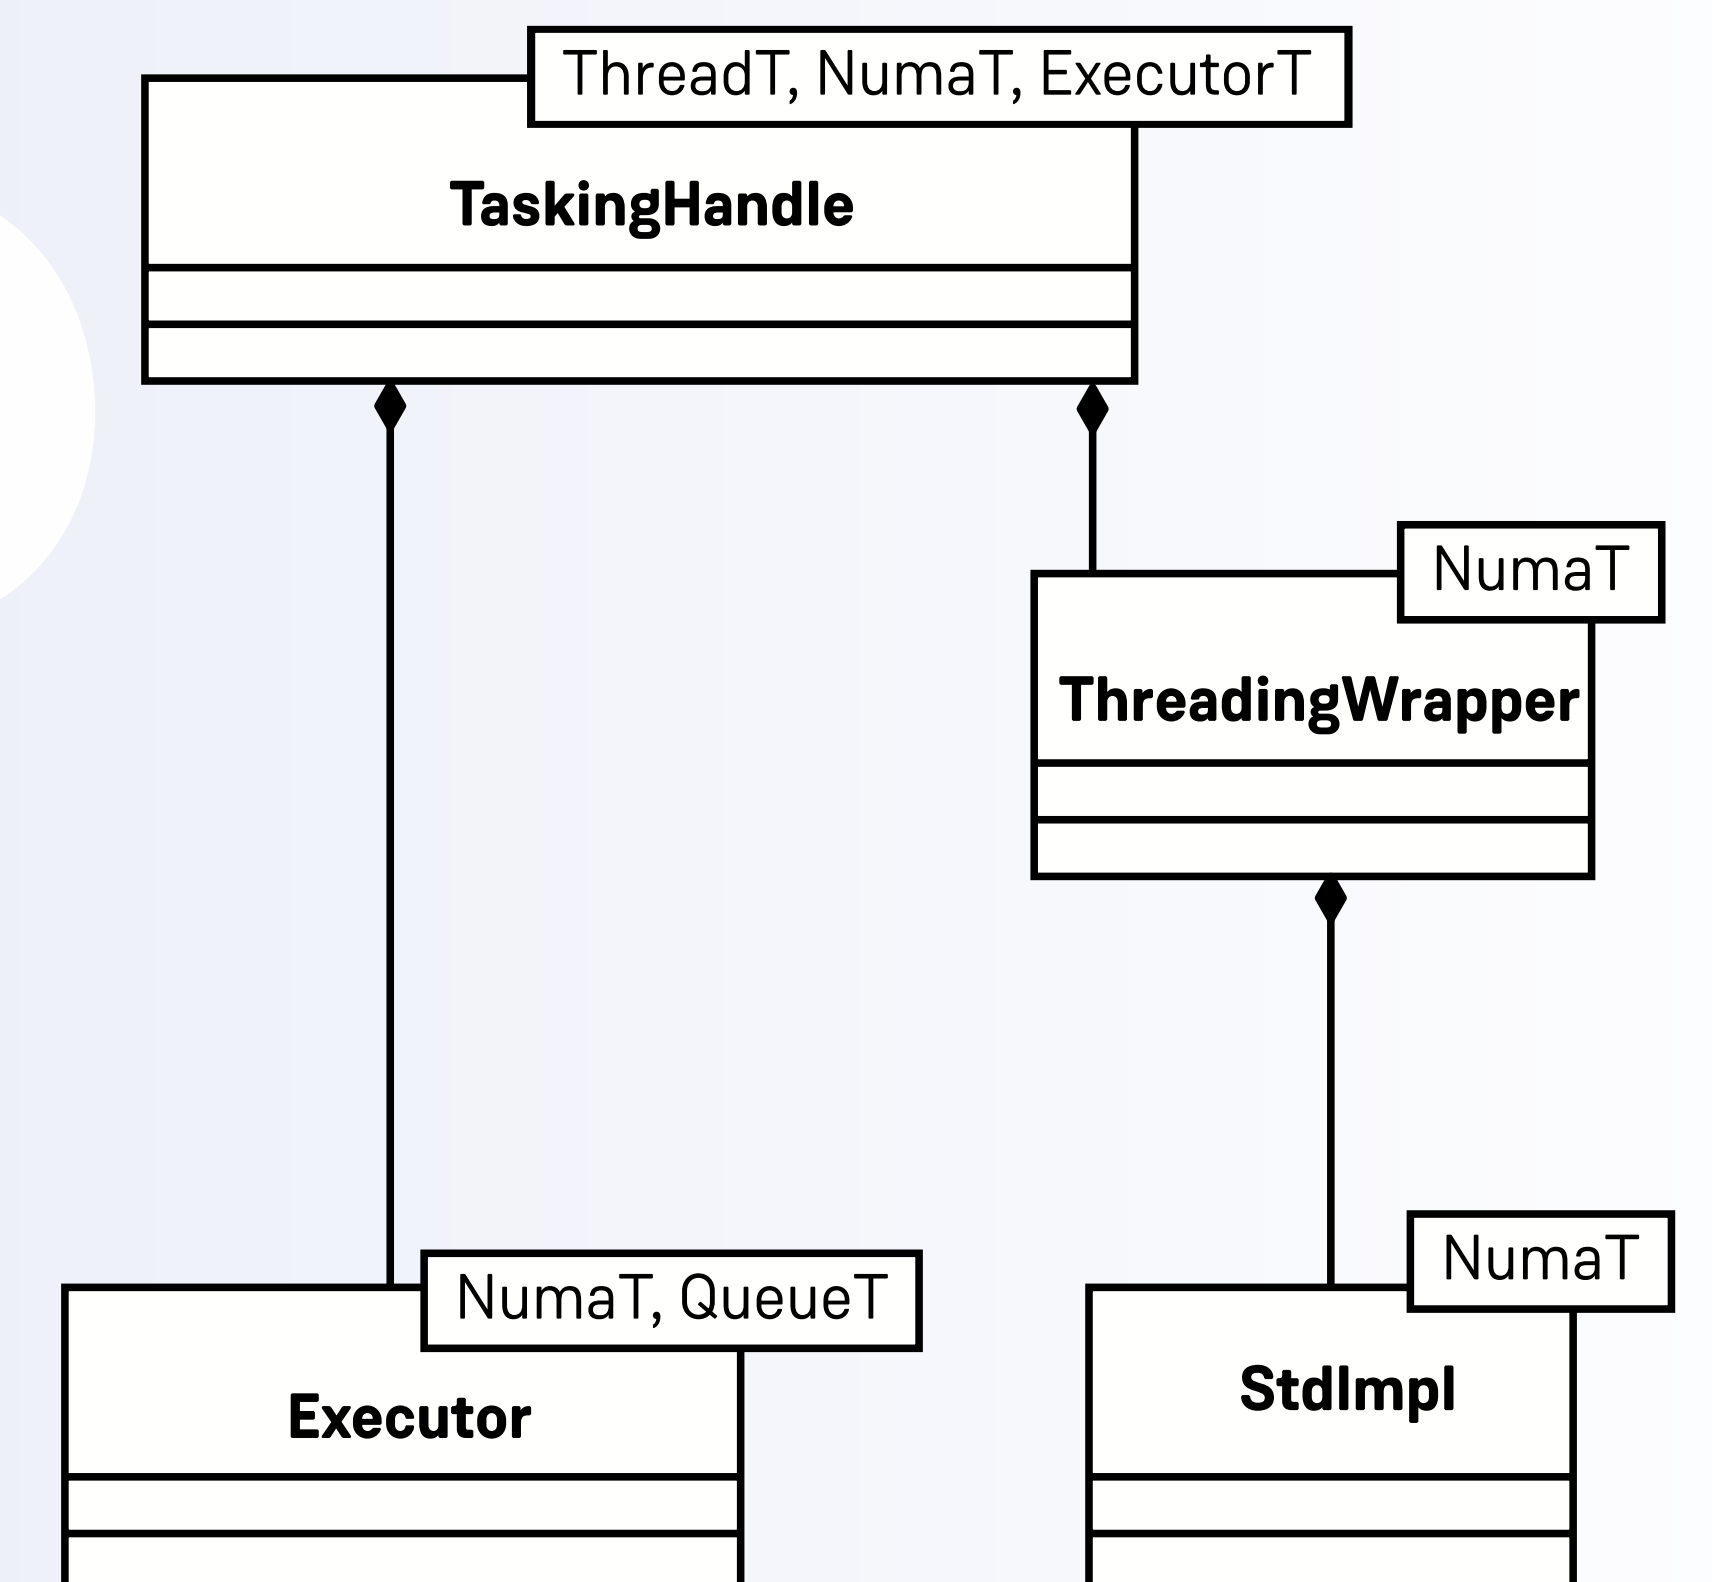 ThreadT, NumaT, ExecutorT
TaskingHandle
NumaT
ThreadingWrapper
NumaT, QueueT
Executor
NumaT
StdImpl